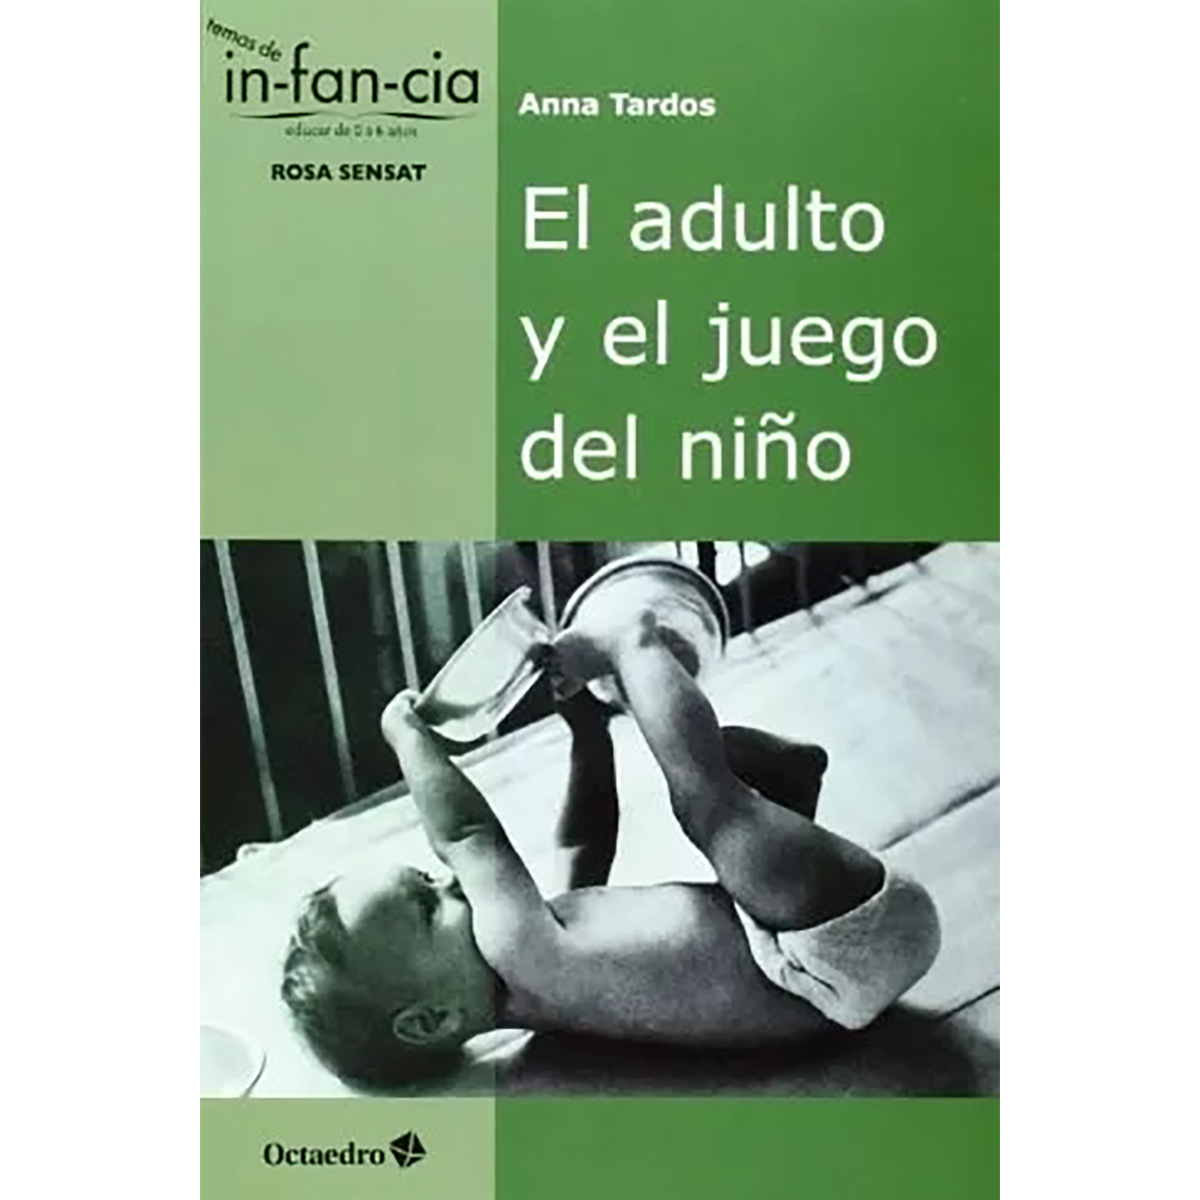 temas de
in-fan-cia
educar de 0 a 6 años
ROSA SENSAT
Anna Tardos
El adulto
y el juego
del niño
Octaedro